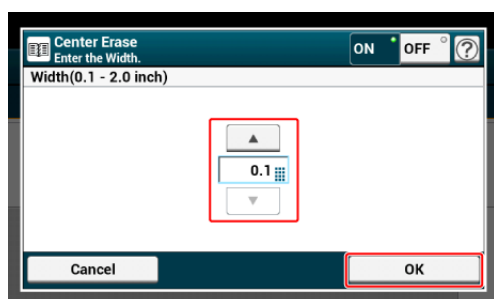 Center Erase
Enter the Width.
ON OFF ?
Width(0.1 - 2.0 inch)
0.1
Cancel OK